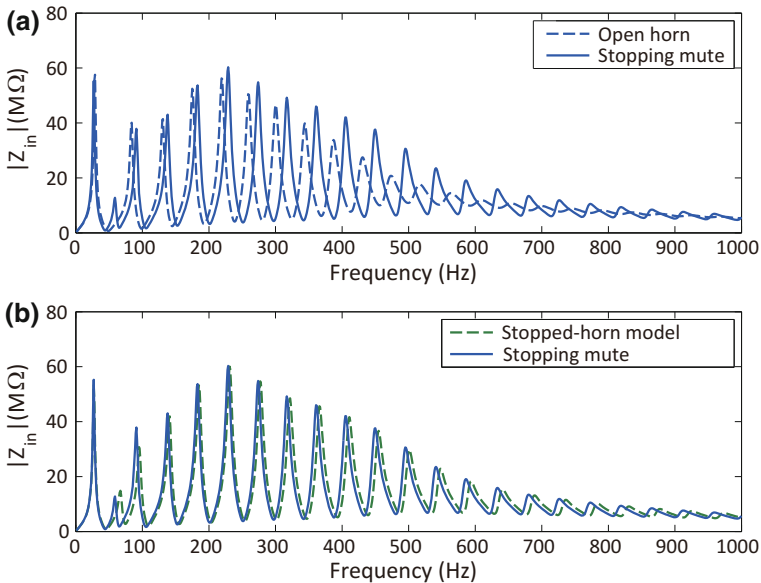 (a)
80
60
40
20
0
|Z_in| (MΩ)
Open horn
Stopping mute
0 100 200 300 400 500 600 700 800 900 1000
Frequency (Hz)
(b)
80
60
40
20
0
|Z_in| (MΩ)
Stopped-horn model
Stopping mute
0 100 200 300 400 500 600 700 800 900 1000
Frequency (Hz)